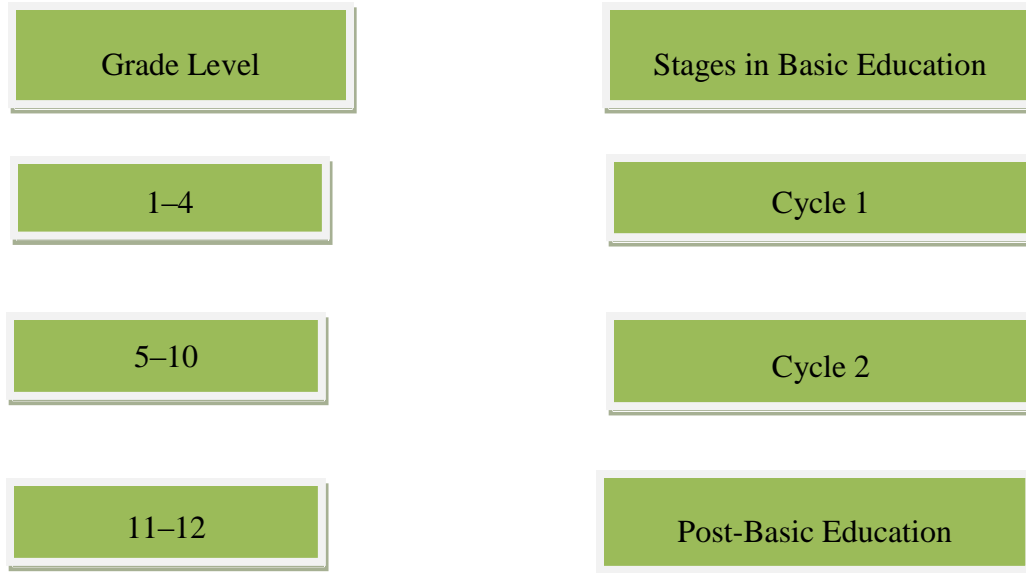 Grade Level
Stages in Basic Education
1–4
Cycle 1
5–10
Cycle 2
11–12
Post-Basic Education